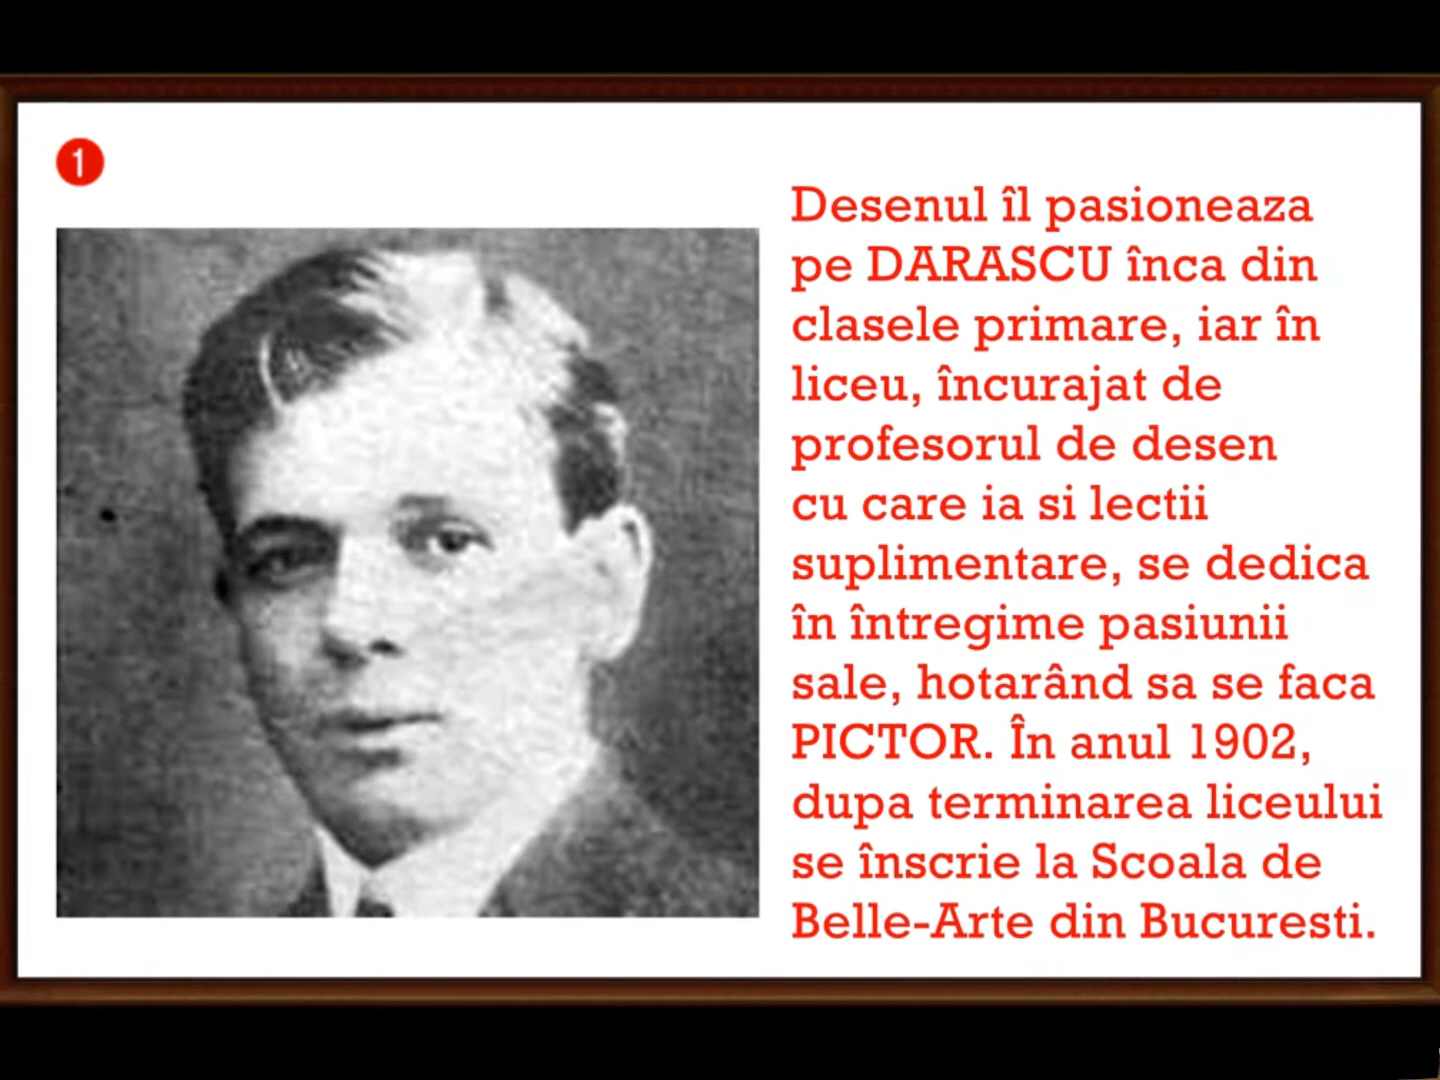 1
Desenul îl pasioneaza
pe DARASCU înca din
clasele primare, iar în
liceu, încurajat de
profesorul de desen
cu care ia si lectii
suplimentare, se dedica
în întregime pasiunii
sale, hotarând sa se faca
PICTOR. În anul 1902,
dupa terminarea liceului
se înscrie la Scoala de
Belle-Arte din Bucuresti.